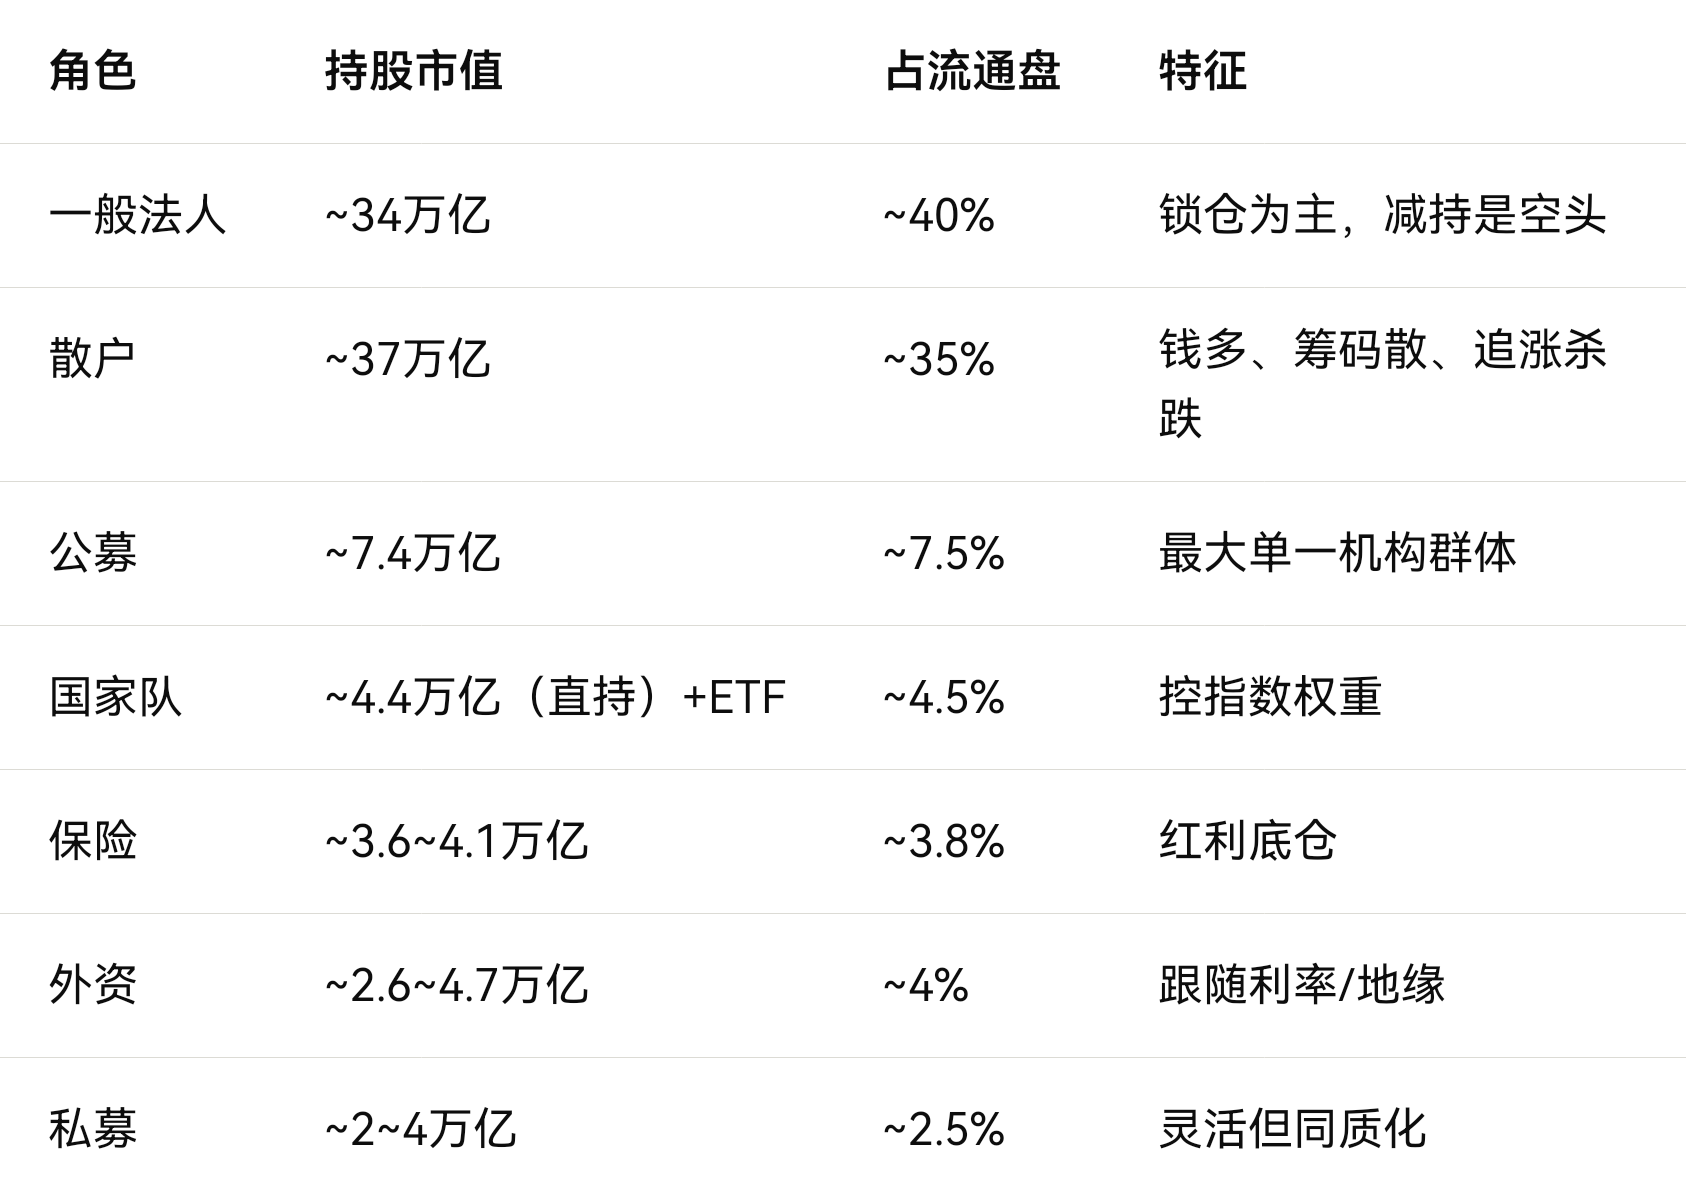 角色 持股市值 占流通盘 特征
一般法人 ~34万亿 ~40% 锁仓为主，减持是空头
散户 ~37万亿 ~35% 钱多、筹码散、追涨杀
跌
公募 ~7.4万亿 ~7.5% 最大单一机构群体
国家队 ~4.4万亿（直持）+ETF ~4.5% 控指数权重
保险 ~3.6~4.1万亿 ~3.8% 红利底仓
外资 ~2.6~4.7万亿 ~4% 跟随利率/地缘
私募 ~2~4万亿 ~2.5% 灵活但同质化